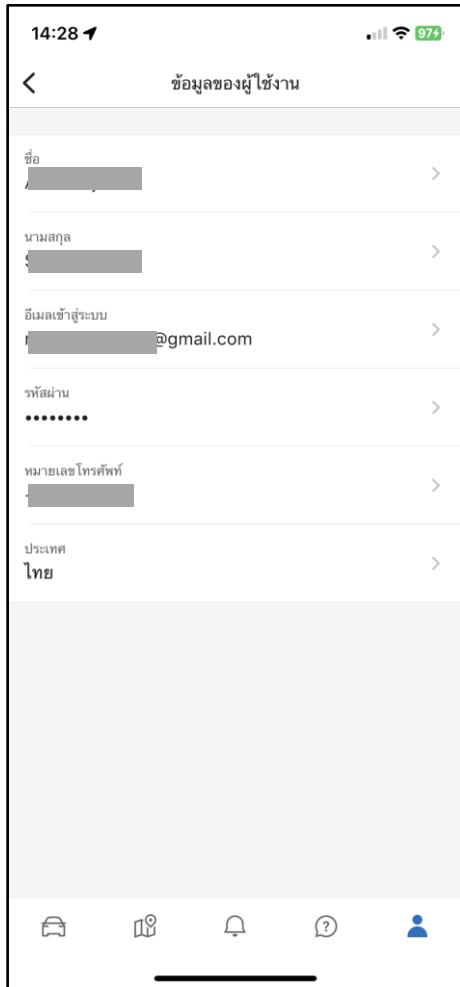 14:28
97
ข้อมูลของผู้ใช้งาน
ชื่อ
นามสกุล
อีเมลเข้าสู่ระบบ
@gmail.com
รหัสผ่าน
••••••••
หมายเลขโทรศัพท์
ประเทศ
ไทย